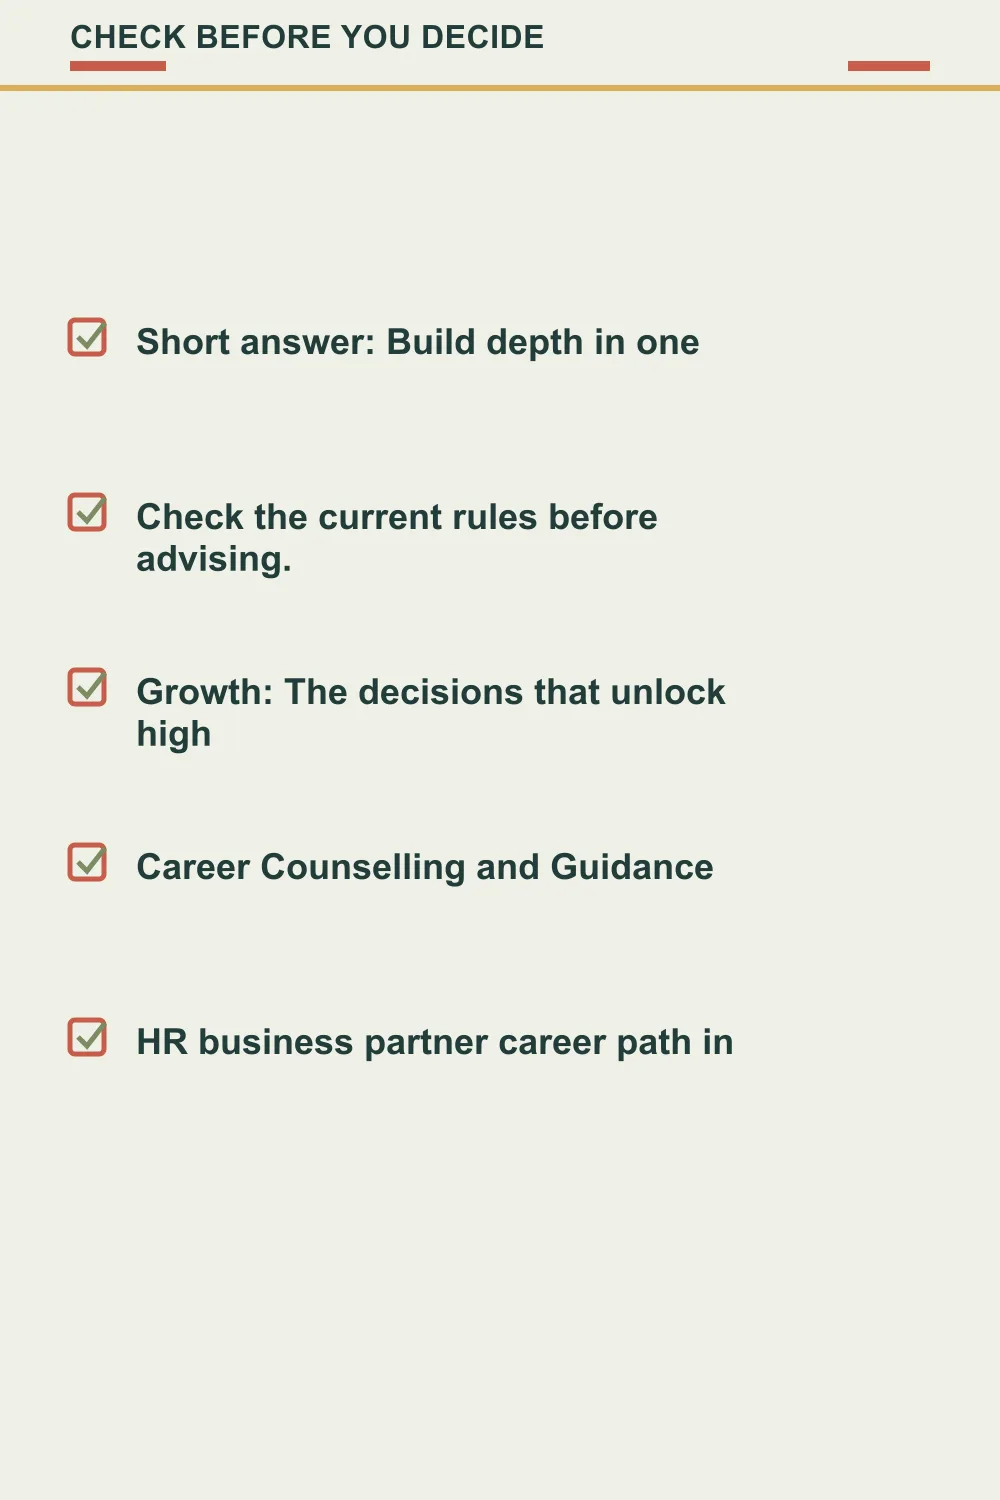 CHECK BEFORE YOU DECIDE
Short answer: Build depth in one
Check the current rules before
advising.
Growth: The decisions that unlock
high
Career Counselling and Guidance
HR business partner career path in